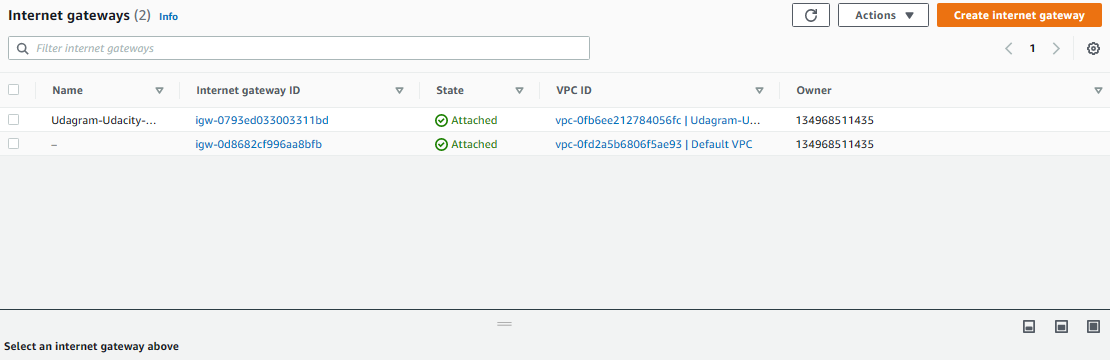 Internet gateways (2) Info
Actions
Create internet gateway
Filter internet gateways
1
Name Internet gateway ID State VPC ID Owner
Udagram-Udacity-... igw-0793ed033003311bd Attached vpc-0fb6ee212784056fc | Udagram-U... 134968511435
– igw-0d8682cf996aa8bfb Attached vpc-0fd2a5b6806f5ae93 | Default VPC 134968511435
Select an internet gateway above